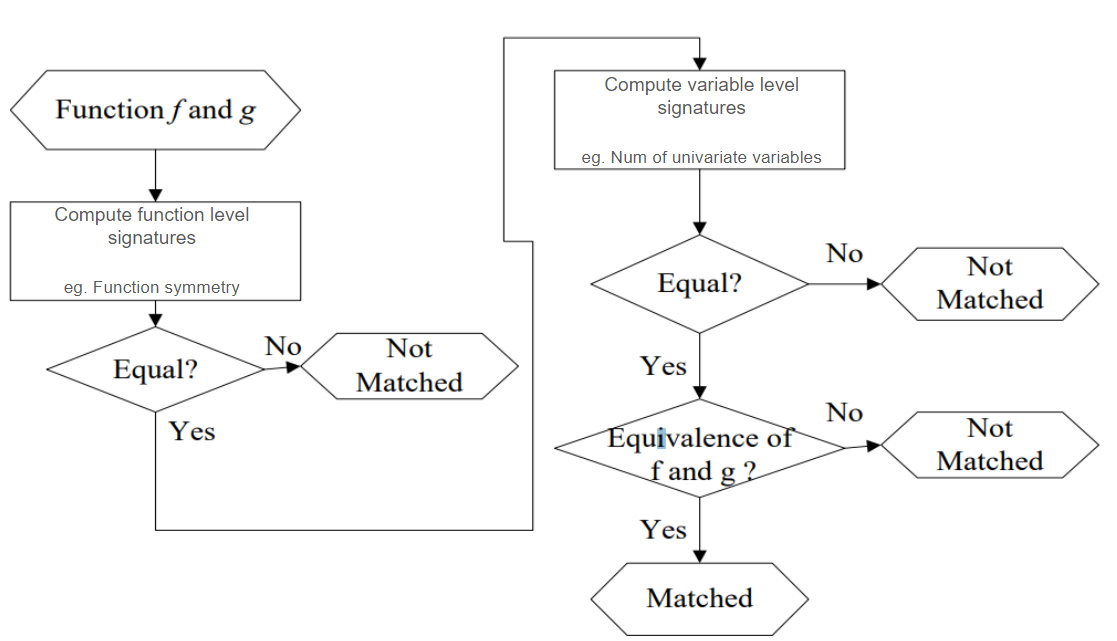 Function f and g
Compute function level
signatures
eg. Function symmetry
Equal?
No
Not
Matched
Yes
Compute variable level
signatures
eg. Num of univariate variables
Equal?
No
Not
Matched
Yes
Equivalence of
f and g ?
No
Not
Matched
Yes
Matched